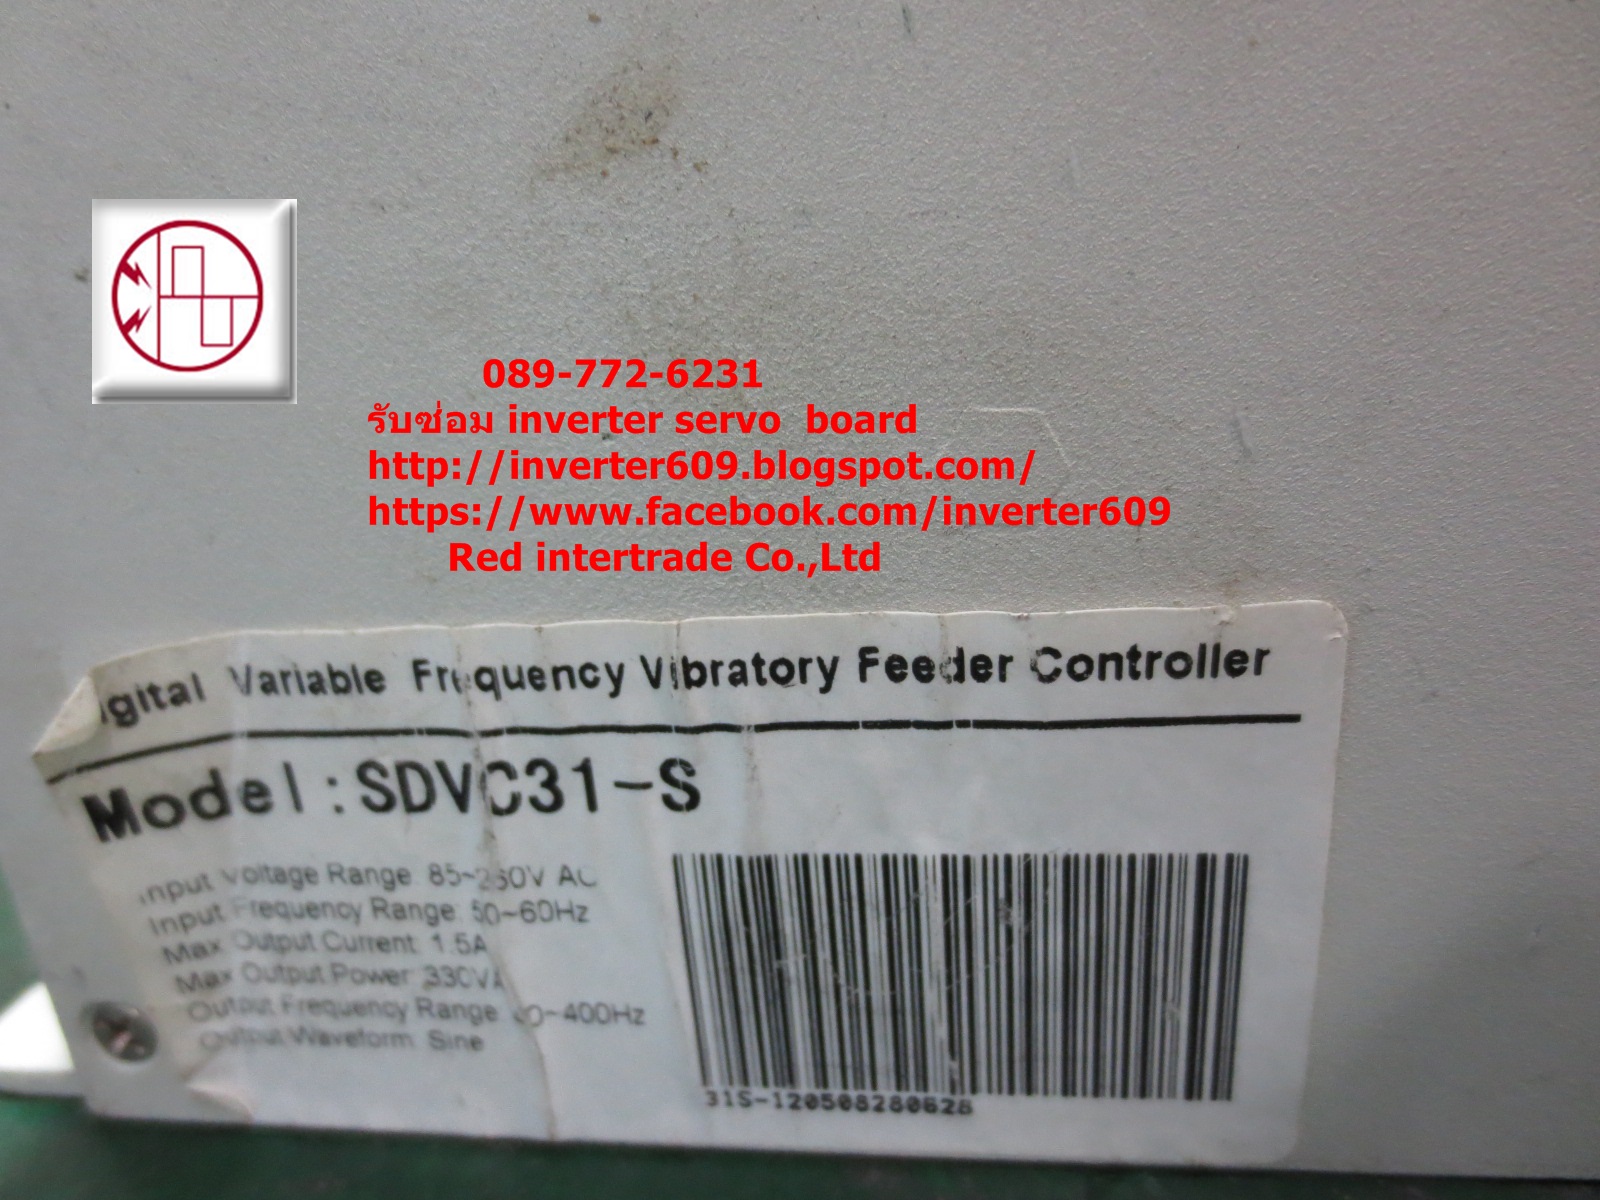 089-772-6231
รับซ่อม inverter servo board
http://inverter609.blogspot.com/
https://www.facebook.com/inverter609
Red intertrade Co.,Ltd
igital Variable Frequency Vibratory Feeder Controller
Model : SDVC31-S
Input Voltage Range 85~260V AC
Input Frequency Range 50~60Hz
Max Output Current 1.5A
Max Output Power 330VA
Output Frequency Range 40~400Hz
Output Waveform Sine
31S-120508280628